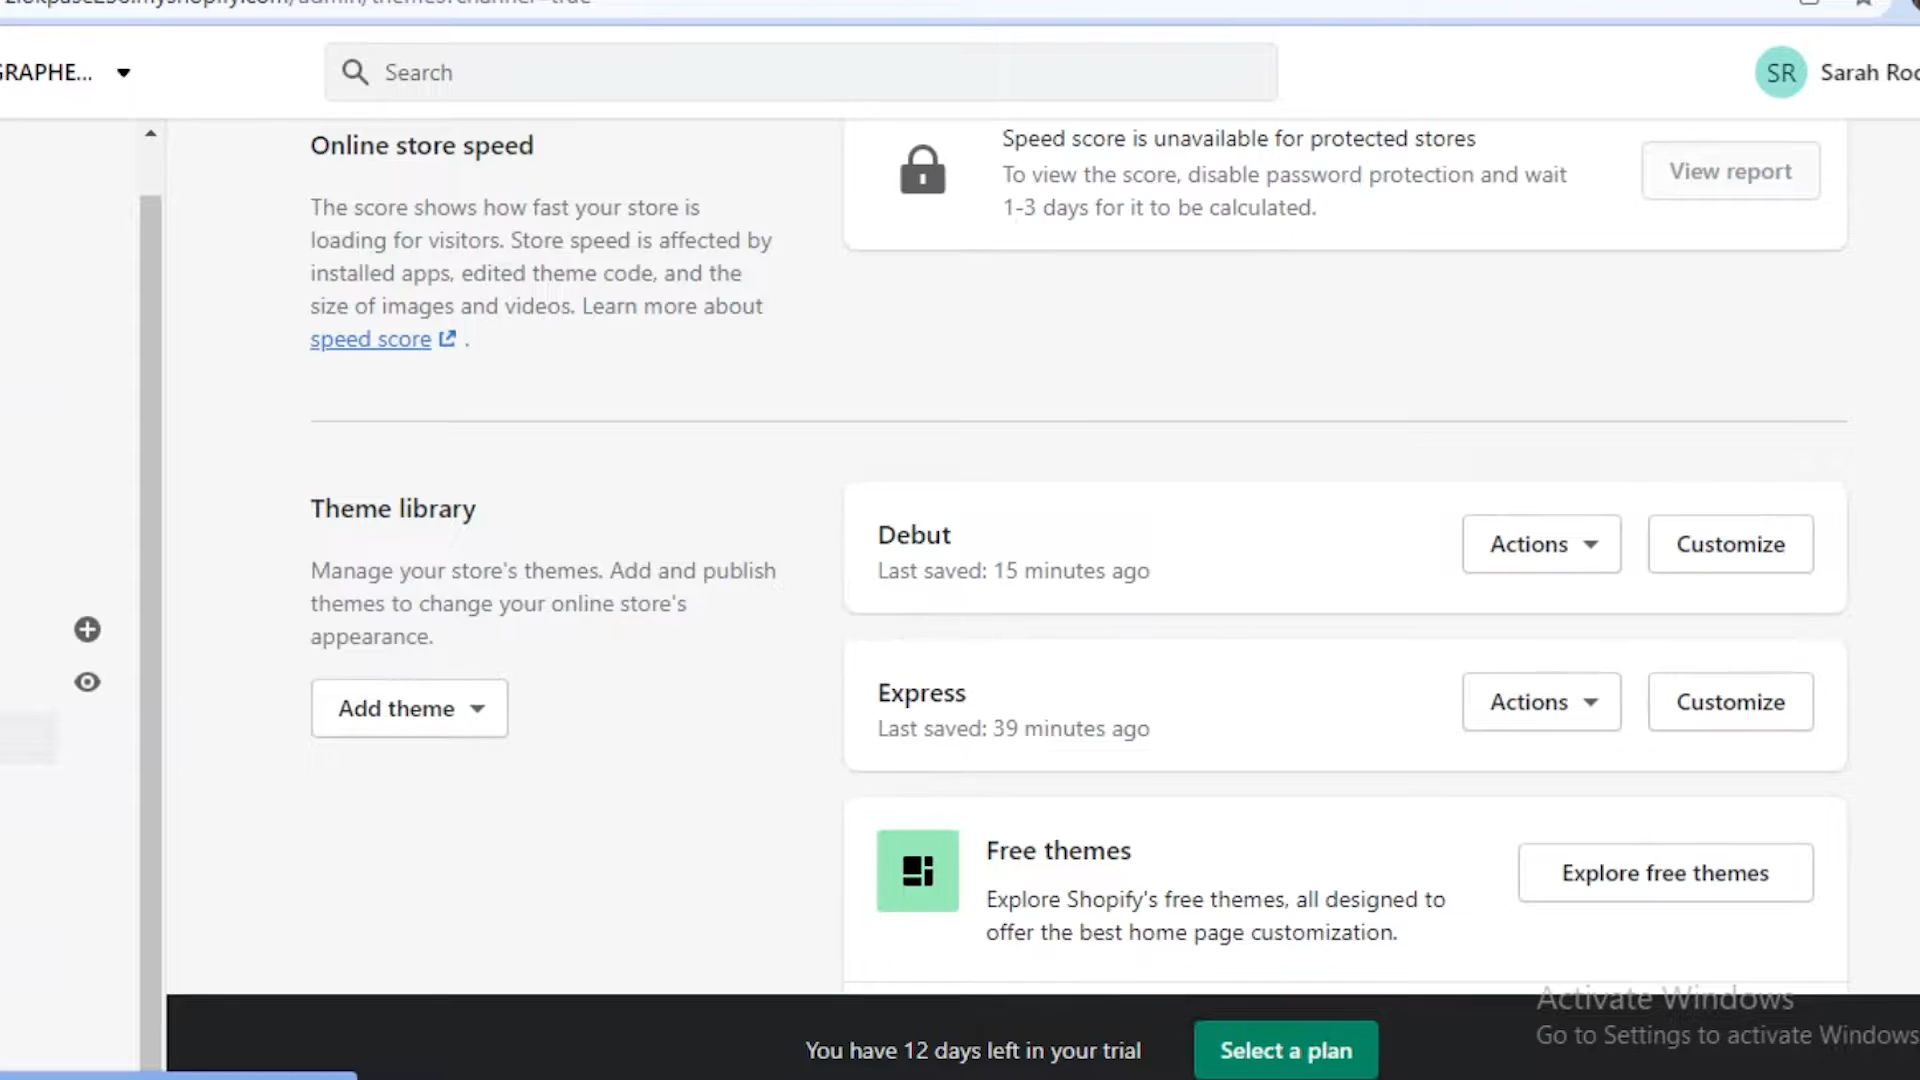 GRAPHE...
Search
SR
Sarah
Online store speed
The score shows how fast your store is
loading for visitors. Store speed is affected by
installed apps, edited theme code, and the
size of images and videos. Learn more about
speed score .
Speed score is unavailable for protected stores
To view the score, disable password protection and wait
1-3 days for it to be calculated.
View report
Theme library
Manage your store's themes. Add and publish
themes to change your online store's
appearance.
Add theme
Debut
Last saved: 15 minutes ago
Actions
Customize
Express
Last saved: 39 minutes ago
Actions
Customize
Free themes
Explore Shopify's free themes, all designed to
offer the best home page customization.
Explore free themes
You have 12 days left in your trial
Select a plan
Activate Windows
Go to Settings to activate Windows